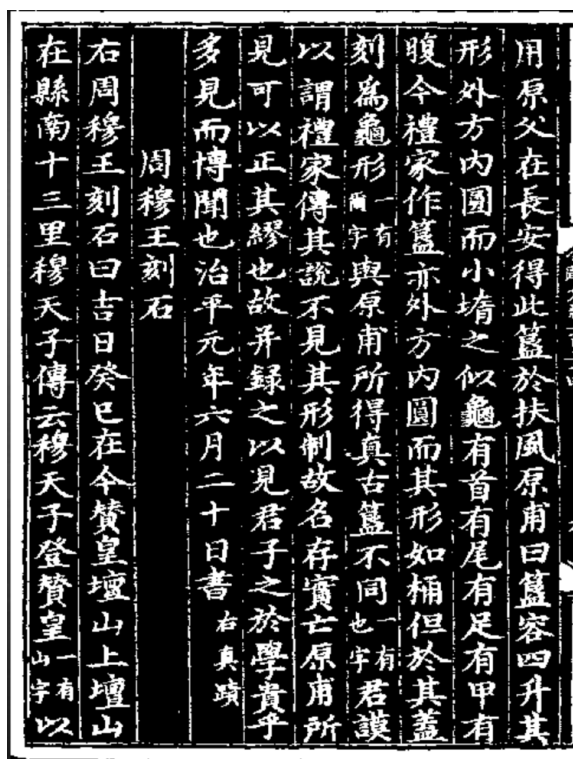 用原父在長安得此簋於扶風原甫曰簋容四升其
形外方内圓而小墮之似龜有首有尾有足有甲有
腹今禮家作簋亦外方内圓而其形如桶但於其蓋
刻為龜形一有爾字與原甫所得真古簋不同一有也字君謨
以謂禮家傳其說不見其形制故名存實亡原甫所
見可以正其繆也故并録之以見君子之於學貴乎
多見而博聞也治平元年六月二十日書右真蹟
周穆王刻石
右周穆王刻石曰吉日癸巳在今贊皇壇山上壇山
在縣南十三里穆天子傳云穆天子登贊皇一有山字以